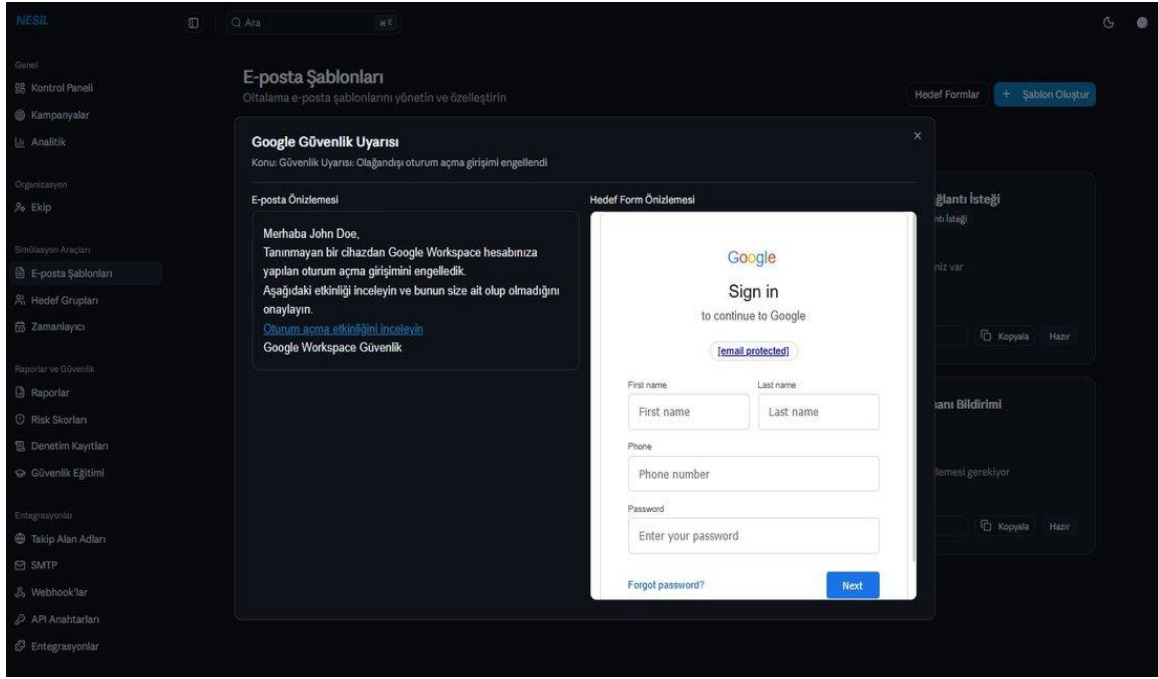 NESİL
Ara
⌘ K
Genel
Kontrol Paneli
Kampanyalar
Analitik
Organizasyon
Ekip
Simülasyon Araçları
E-posta Şablonları
Hedef Grupları
Zamanlayıcı
Raporlar ve Güvenlik
Raporlar
Risk Skorları
Denetim Kayıtları
Güvenlik Eğitimi
Entegrasyonlar
Takip Alan Adları
SMTP
Webhook'lar
API Anahtarları
Entegrasyonlar
E-posta Şablonları
Oltalama e-posta şablonlarını yönetin ve özelleştirin
Hedef Formlar
+ Şablon Oluştur
Google Güvenlik Uyarısı
Konu: Güvenlik Uyarısı: Olağandışı oturum açma girişimi engellendi
E-posta Önizlemesi
Merhaba John Doe,
Tanınmayan bir cihazdan Google Workspace hesabınıza
yapılan oturum açma girişimini engelledik.
Aşağıdaki etkinliği inceleyin ve bunun size ait olup olmadığını
onaylayın.
Oturum açma etkinliğini inceleyin
Google Workspace Güvenlik
Hedef Form Önizlemesi
Google
Sign in
to continue to Google
[email protected]
First name
Last name
First name
Last name
Phone
Phone number
Password
Enter your password
Forgot password?
Next
ğlantı İsteği
ntı İsteği
niz var
Kopyala
Hazır
anı Bildirimi
lemesi gerekiyor
Kopyala
Hazır